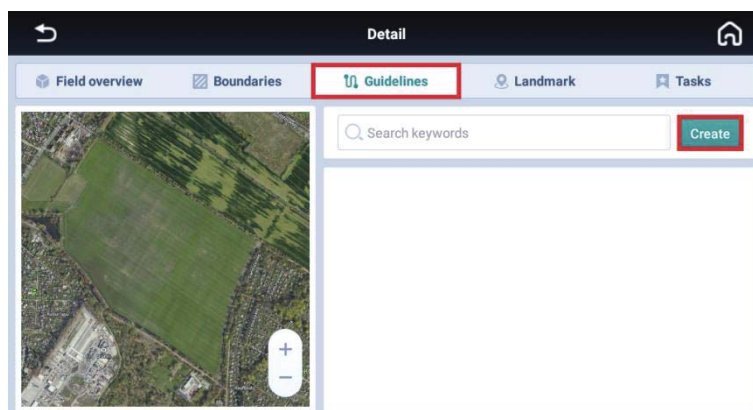 Detail
Field overview
Boundaries
Guidelines
Landmark
Tasks
Search keywords
Create
+
−